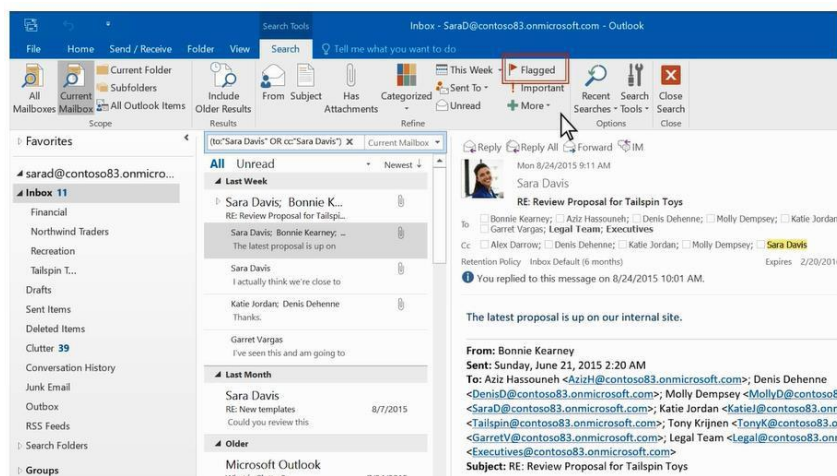 Search Tools
Inbox - SaraD@contoso83.onmicrosoft.com - Outlook
File Home Send / Receive Folder View Search Tell me what you want to do
All Mailboxes
Current Mailbox
Current Folder
Subfolders
All Outlook Items
Scope
Include Older Results
Results
From
Subject
Has Attachments
Categorized
This Week
Sent To
Unread
Flagged
Important
More
Refine
Recent Searches
Search Tools
Options
Close Search
Close
Favorites
sarad@contoso83.onmicro...
Inbox 11
Financial
Northwind Traders
Recreation
Tailspin T...
Drafts
Sent Items
Deleted Items
Clutter 39
Conversation History
Junk Email
Outbox
RSS Feeds
Search Folders
Groups
(to:"Sara Davis" OR cc:"Sara Davis") Current Mailbox
All Unread Newest
Last Week
Sara Davis; Bonnie K...
RE: Review Proposal for Tailspi...
Sara Davis; Bonnie Kearney; ...
The latest proposal is up on
Sara Davis
I actually think we're close to
Katie Jordan; Denis Dehenne
Thanks.
Garret Vargas
I've seen this and am going to
Last Month
Sara Davis
RE: New templates 8/7/2015
Could you review this
Older
Microsoft Outlook
Reply Reply All Forward IM
Mon 8/24/2015 9:11 AM
Sara Davis
RE: Review Proposal for Tailspin Toys
To Bonnie Kearney; Aziz Hassouneh; Denis Dehenne; Molly Dempsey; Katie Jordan
Garret Vargas; Legal Team; Executives
Cc Alex Darrow; Denis Dehenne; Katie Jordan; Molly Dempsey; Sara Davis
Retention Policy Inbox Default (6 months) Expires 2/20/201
You replied to this message on 8/24/2015 10:01 AM.
The latest proposal is up on our internal site.
From: Bonnie Kearney
Sent: Sunday, June 21, 2015 2:20 AM
To: Aziz Hassouneh <AzizH@contoso83.onmicrosoft.com>; Denis Dehenne
<DenisD@contoso83.onmicrosoft.com>; Molly Dempsey <MollyD@contoso8
<SaraD@contoso83.onmicrosoft.com>; Katie Jordan <KatieJ@contoso83.onr
<Tailspin@contoso83.onmicrosoft.com>; Tony Krijnen <TonyK@contoso83.o
<GarretV@contoso83.onmicrosoft.com>; Legal Team <Legal@contoso83.onr
<Executives@contoso83.onmicrosoft.com>
Subject: RE: Review Proposal for Tailspin Toys